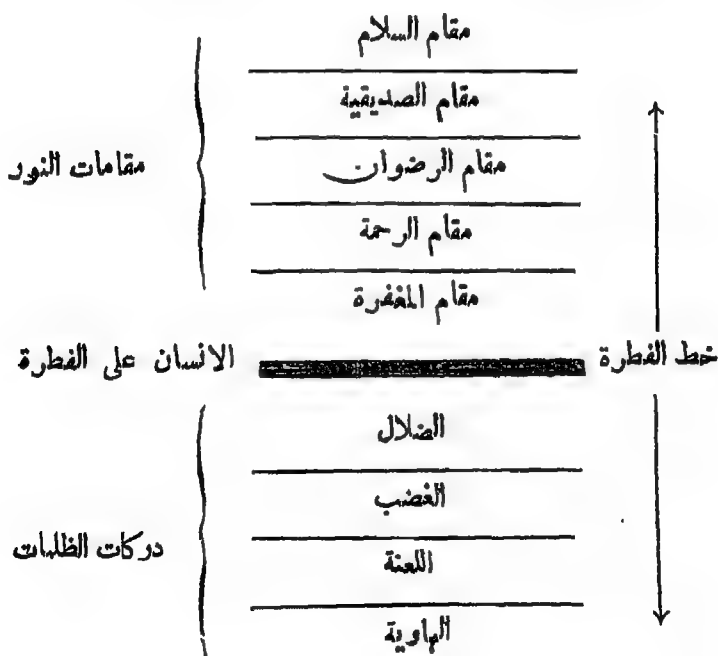 مقام السلام
مقام الصديقية
مقام الرضوان
مقامات النور
مقام الرحمة
مقام المغفرة
خط الفطرة
الانسان على الفطرة
الضلال
الغضب
دركات الظلمات
اللعنة
الهاوية